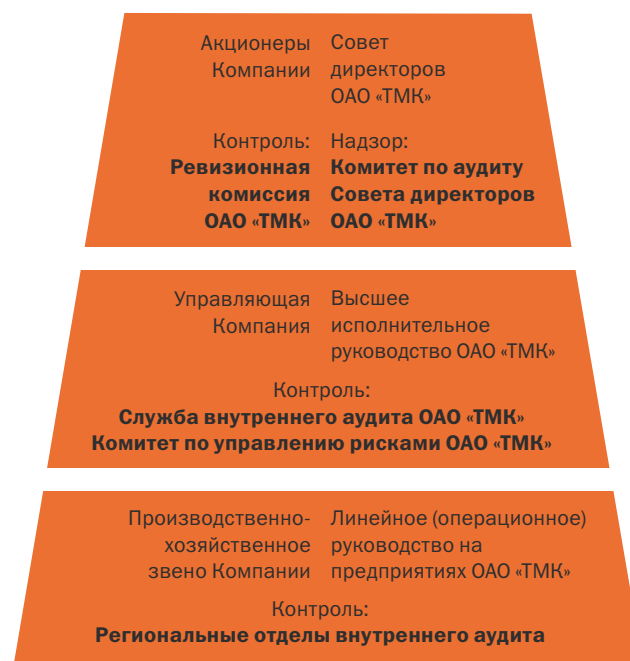 Акционеры Компании
Совет директоров ОАО «ТМК»
Контроль:
Ревизионная
комиссия
ОАО «ТМК»
Надзор:
Комитет по аудиту
Совета директоров
ОАО «ТМК»
Управляющая
Компания
Высшее
исполнительное
руководство ОАО «ТМК»
Контроль:
Служба внутреннего аудита ОАО «ТМК»
Комитет по управлению рисками ОАО «ТМК»
Производственно-
хозяйственное
звено Компании
Линейное (операционное)
руководство на
предприятиях ОАО «ТМК»
Контроль:
Региональные отделы внутреннего аудита